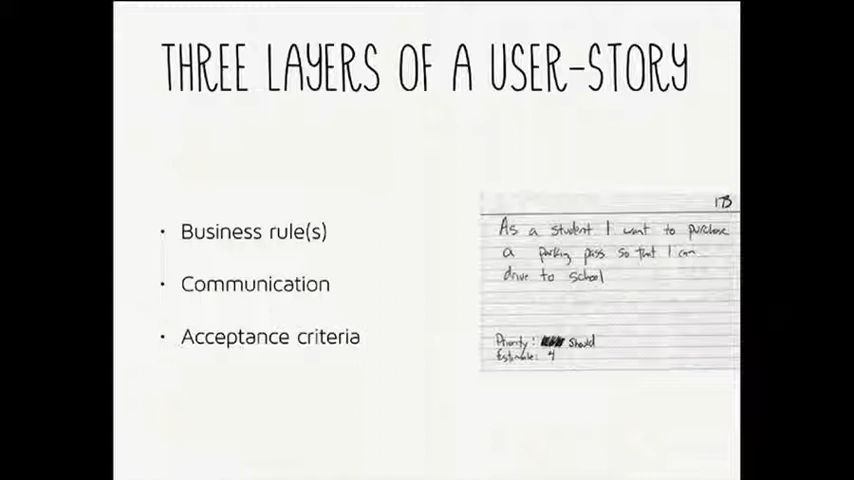 THREE LAYERS OF A USER-STORY
• Business rule(s)
• Communication
• Acceptance criteria
173
As a student I want to purchase
a parking pass so that I can
drive to school
Priority: Should
Estimate: 4